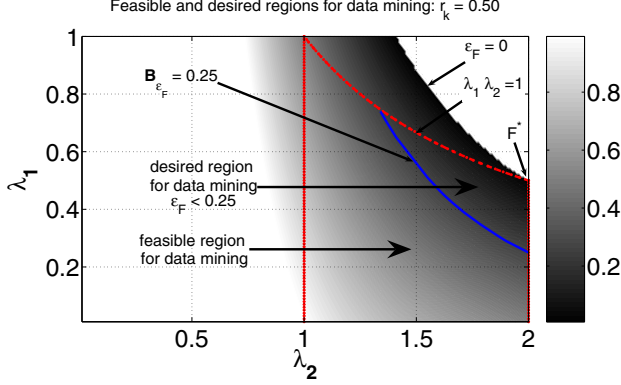 Feasible and desired regions for data mining: r_k = 0.50
1
0.8
0.6
0.4
0.2
λ_1
B_{ε_F} = 0.25
ε_F = 0
λ_1 λ_2 = 1
F*
desired region
for data mining
ε_F < 0.25
feasible region
for data mining
0.5
1
1.5
2
λ_2
0.8
0.6
0.4
0.2